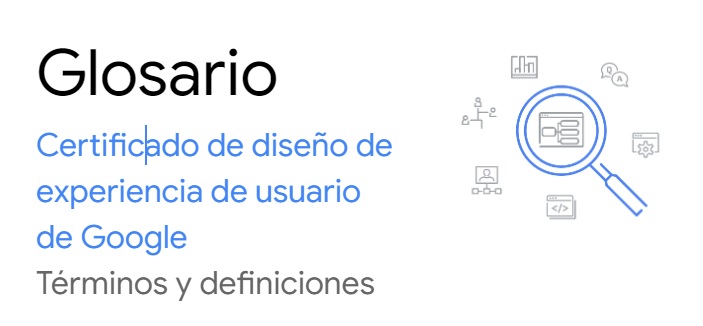 Glosario
Certificado de diseño de
experiencia de usuario
de Google
Términos y definiciones
Q
A
</>